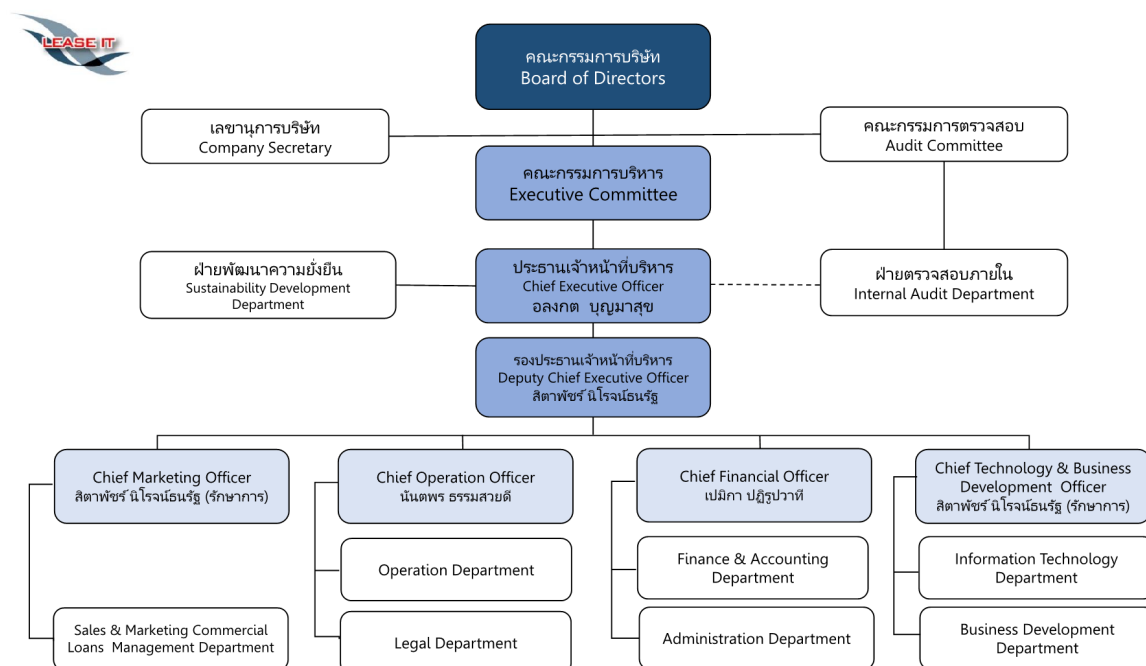 LEASE IT
คณะกรรมการบริษัท
Board of Directors
เลขานุการบริษัท
Company Secretary
คณะกรรมการตรวจสอบ
Audit Committee
คณะกรรมการบริหาร
Executive Committee
ฝ่ายพัฒนาความยั่งยืน
Sustainability Development
Department
ประธานเจ้าหน้าที่บริหาร
Chief Executive Officer
อลงกต บุญมาสุข
ฝ่ายตรวจสอบภายใน
Internal Audit Department
รองประธานเจ้าหน้าที่บริหาร
Deputy Chief Executive Officer
สิตาพัชร์ นิโรจน์ธนรัฐ
Chief Marketing Officer
สิตาพัชร์ นิโรจน์ธนรัฐ (รักษาการ)
Chief Operation Officer
นันตพร ธรรมสวยดี
Chief Financial Officer
เปมิกา ปฏิรูปวาที
Chief Technology & Business
Development Officer
สิตาพัชร์ นิโรจน์ธนรัฐ (รักษาการ)
Operation Department
Finance & Accounting
Department
Information Technology
Department
Sales & Marketing Commercial
Loans Management Department
Legal Department
Administration Department
Business Development
Department